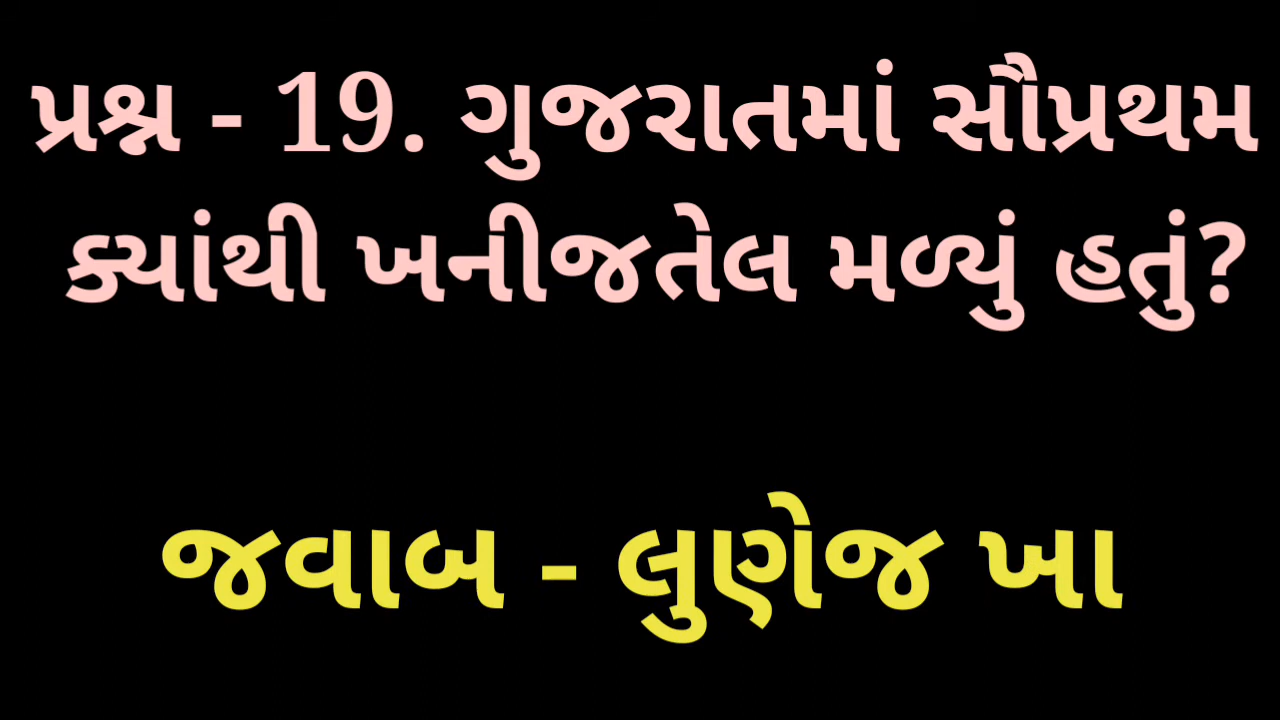 પ્રશ્ન - 19. ગુજરાતમાં સૌપ્રથમ
ક્યાંથી ખનીજતેલ મળ્યું હતું?
જવાબ - લુણેજ ખા